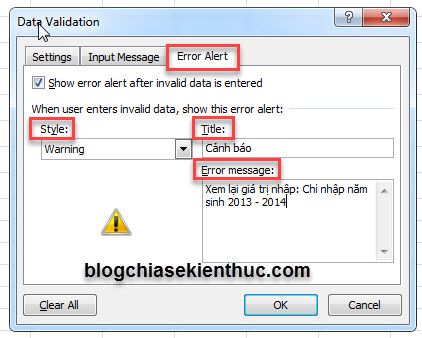 Data Validation
?
Settings
Input Message
Error Alert
Show error alert after invalid data is entered
When user enters invalid data, show this error alert:
Style:
Title:
Warning
Cảnh báo
Error message:
Xem lại giá trị nhập: Chỉ nhập năm
sinh 2013 - 2014
blogchiasekienthuc.com
Clear All
OK
Cancel